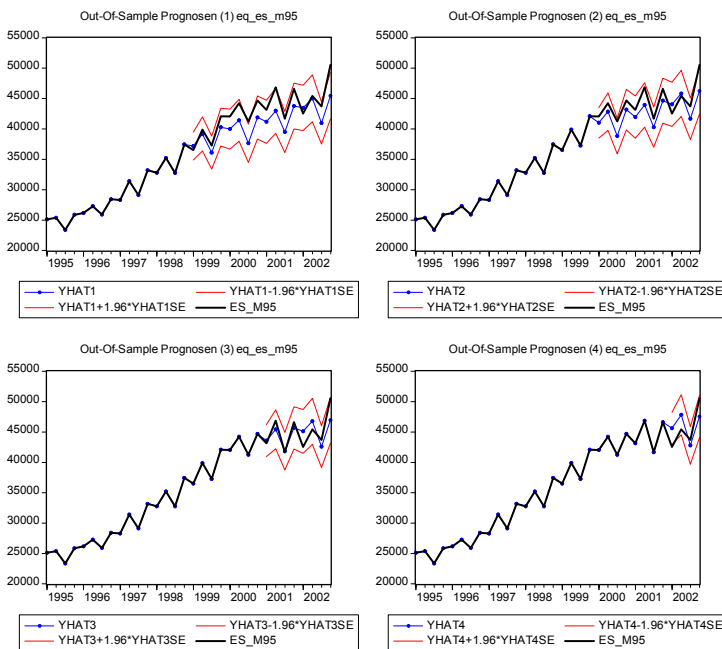 Out-Of-Sample Prognosen (1) eq_es_m95
50000
45000
40000
35000
30000
25000
20000
1995 1996 1997 1998 1999 2000 2001 2002
YHAT1 YHAT1-1.96*YHAT1SE
YHAT1+1.96*YHAT1SE ES_M95
Out-Of-Sample Prognosen (2) eq_es_m95
55000
50000
45000
40000
35000
30000
25000
20000
1995 1996 1997 1998 1999 2000 2001 2002
YHAT2 YHAT2-1.96*YHAT2SE
YHAT2+1.96*YHAT2SE ES_M95
Out-Of-Sample Prognosen (3) eq_es_m95
55000
50000
45000
40000
35000
30000
25000
20000
1995 1996 1997 1998 1999 2000 2001 2002
YHAT3 YHAT3-1.96*YHAT3SE
YHAT3+1.96*YHAT3SE ES_M95
Out-Of-Sample Prognosen (4) eq_es_m95
55000
50000
45000
40000
35000
30000
25000
20000
1995 1996 1997 1998 1999 2000 2001 2002
YHAT4 YHAT4-1.96*YHAT4SE
YHAT4+1.96*YHAT4SE ES_M95